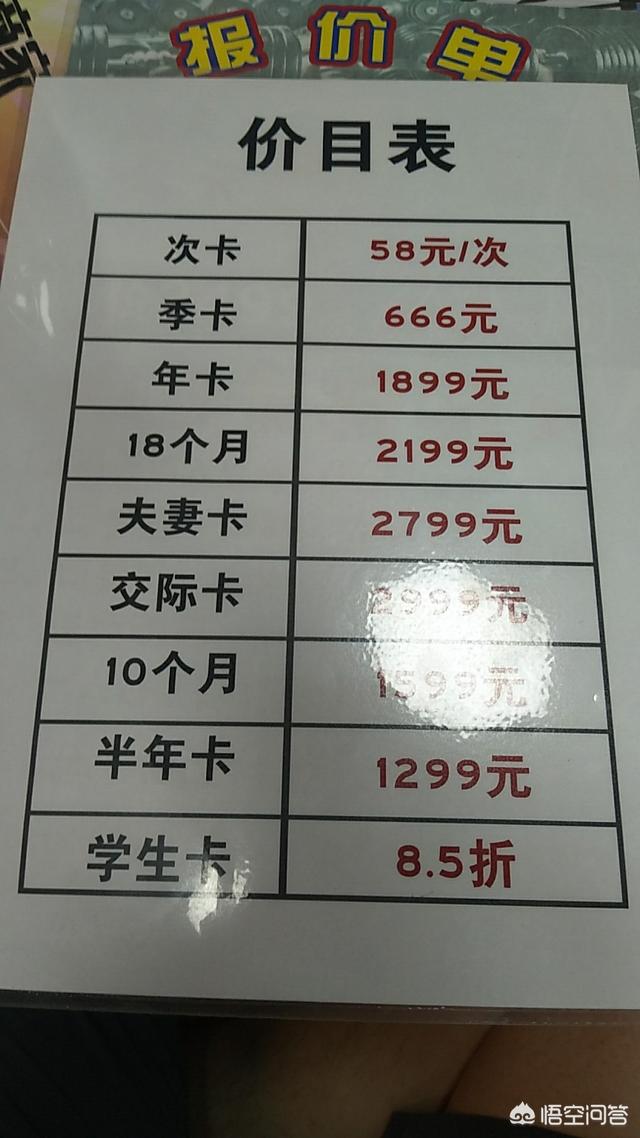 报价单
价目表
次卡 58元/次
季卡 666元
年卡 1899元
18个月 2199元
夫妻卡 2799元
交际卡 2999元
10个月 1599元
半年卡 1299元
学生卡 8.5折
悟空问答